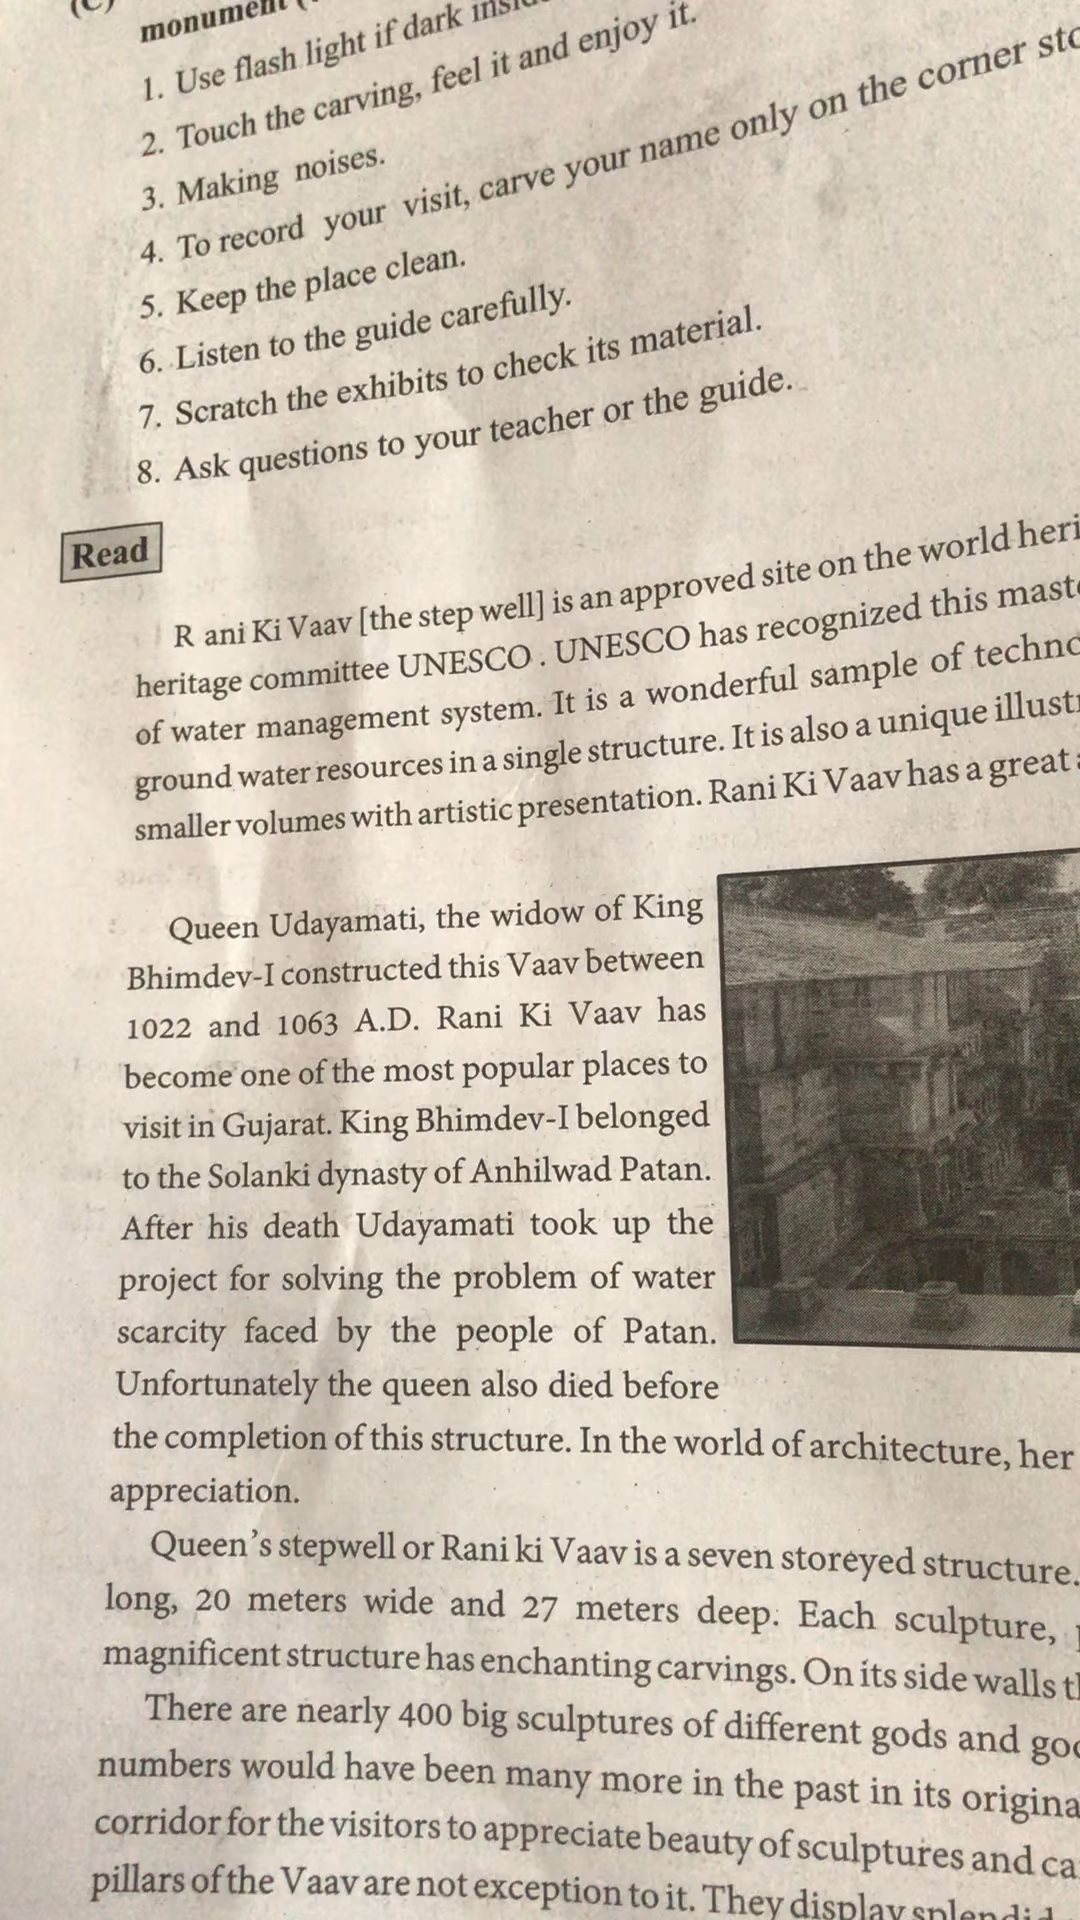 (C)
monument
1. Use flash light if dark
2. Touch the carving, feel it and enjoy it.
3. Making noises.
4. To record your visit, carve your name only on the corner
5. Keep the place clean.
6. Listen to the guide carefully.
7. Scratch the exhibits to check its material.
8. Ask questions to your teacher or the guide.
Read
R ani Ki Vaav [the step well] is an approved site on the world
heritage committee UNESCO . UNESCO has recognized this
of water management system. It is a wonderful sample of
ground water resources in a single structure. It is also a unique
smaller volumes with artistic presentation. Rani Ki Vaav has a great
Queen Udayamati, the widow of King
Bhimdev-I constructed this Vaav between
1022 and 1063 A.D. Rani Ki Vaav has
become one of the most popular places to
visit in Gujarat. King Bhimdev-I belonged
to the Solanki dynasty of Anhilwad Patan.
After his death Udayamati took up the
project for solving the problem of water
scarcity faced by the people of Patan.
Unfortunately the queen also died before
the completion of this structure. In the world of architecture, her
appreciation.
Queen's stepwell or Rani ki Vaav is a seven storeyed structure.
long, 20 meters wide and 27 meters deep. Each sculpture,
magnificent structure has enchanting carvings. On its side walls
There are nearly 400 big sculptures of different gods and
numbers would have been many more in the past in its
corridor for the visitors to appreciate beauty of sculptures and
pillars of the Vaav are not exception to it. They display